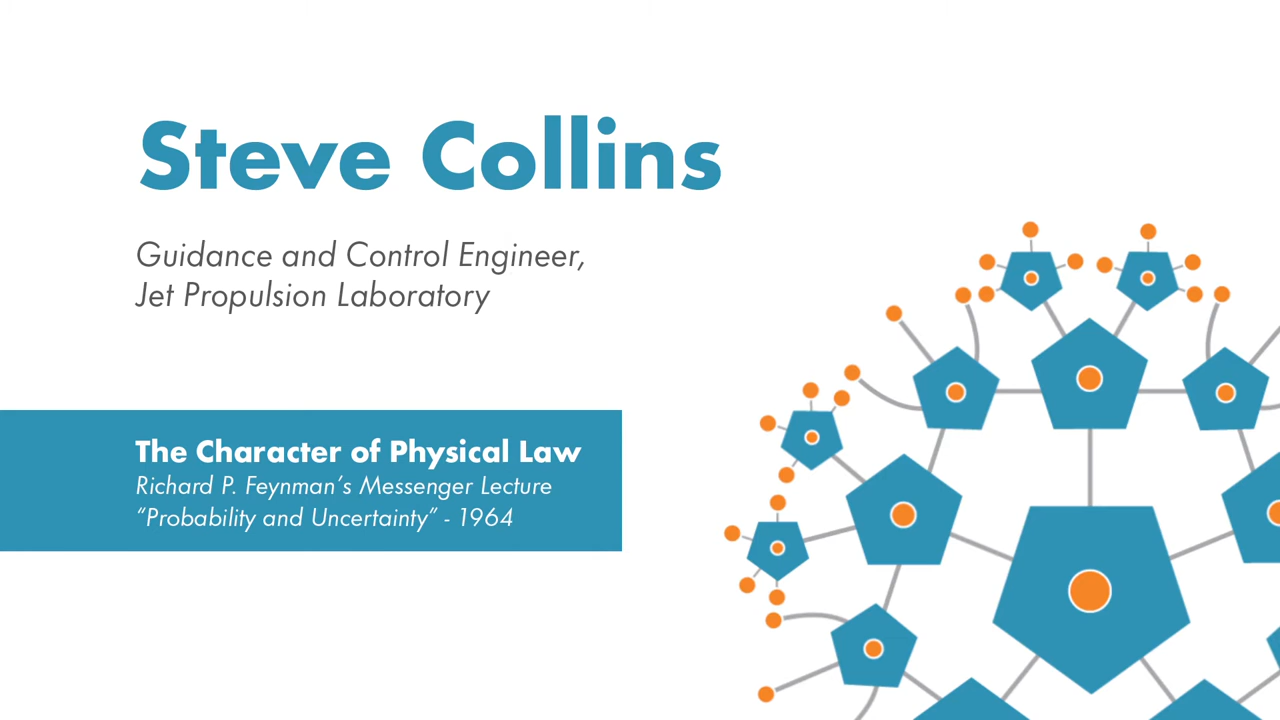 Steve Collins
Guidance and Control Engineer,
Jet Propulsion Laboratory
The Character of Physical Law
Richard P. Feynman’s Messenger Lecture
“Probability and Uncertainty” - 1964